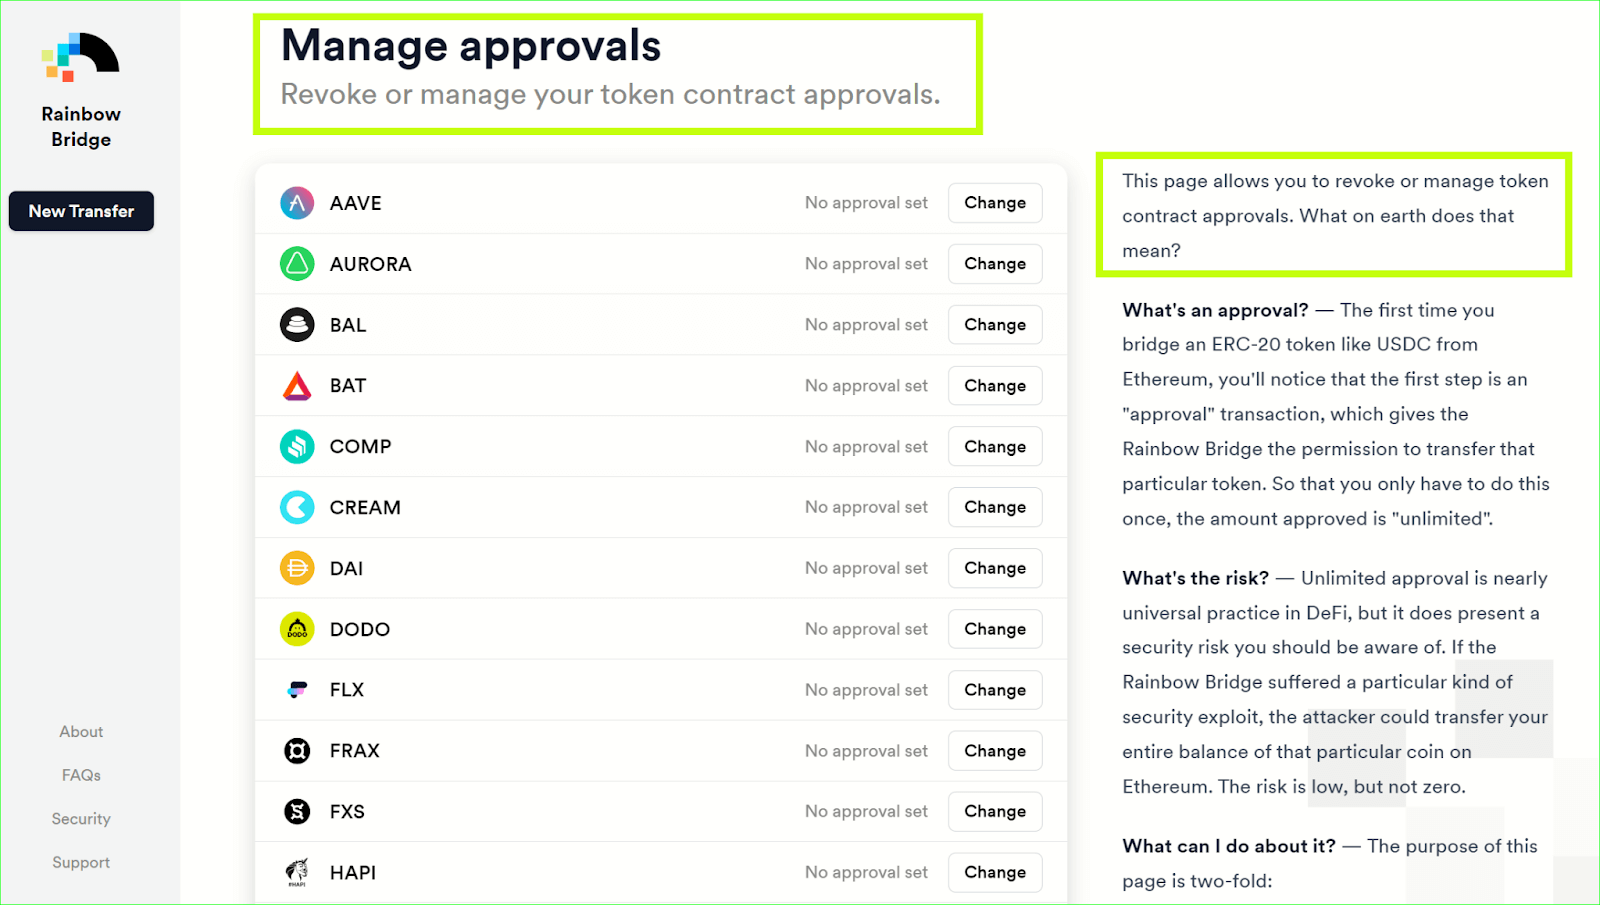 Rainbow
Bridge
New Transfer
About
FAQs
Security
Support
Manage approvals
Revoke or manage your token contract approvals.
AAVE No approval set Change
AURORA No approval set Change
BAL No approval set Change
BAT No approval set Change
COMP No approval set Change
CREAM No approval set Change
DAI No approval set Change
DODO DODO No approval set Change
FLX No approval set Change
FRAX No approval set Change
FXS No approval set Change
#HAPI HAPI No approval set Change
This page allows you to revoke or manage token
contract approvals. What on earth does that
mean?
What's an approval? — The first time you
bridge an ERC-20 token like USDC from
Ethereum, you'll notice that the first step is an
"approval" transaction, which gives the
Rainbow Bridge the permission to transfer that
particular token. So that you only have to do this
once, the amount approved is "unlimited".
What's the risk? — Unlimited approval is nearly
universal practice in DeFi, but it does present a
security risk you should be aware of. If the
Rainbow Bridge suffered a particular kind of
security exploit, the attacker could transfer your
entire balance of that particular coin on
Ethereum. The risk is low, but not zero.
What can I do about it? — The purpose of this
page is two-fold: